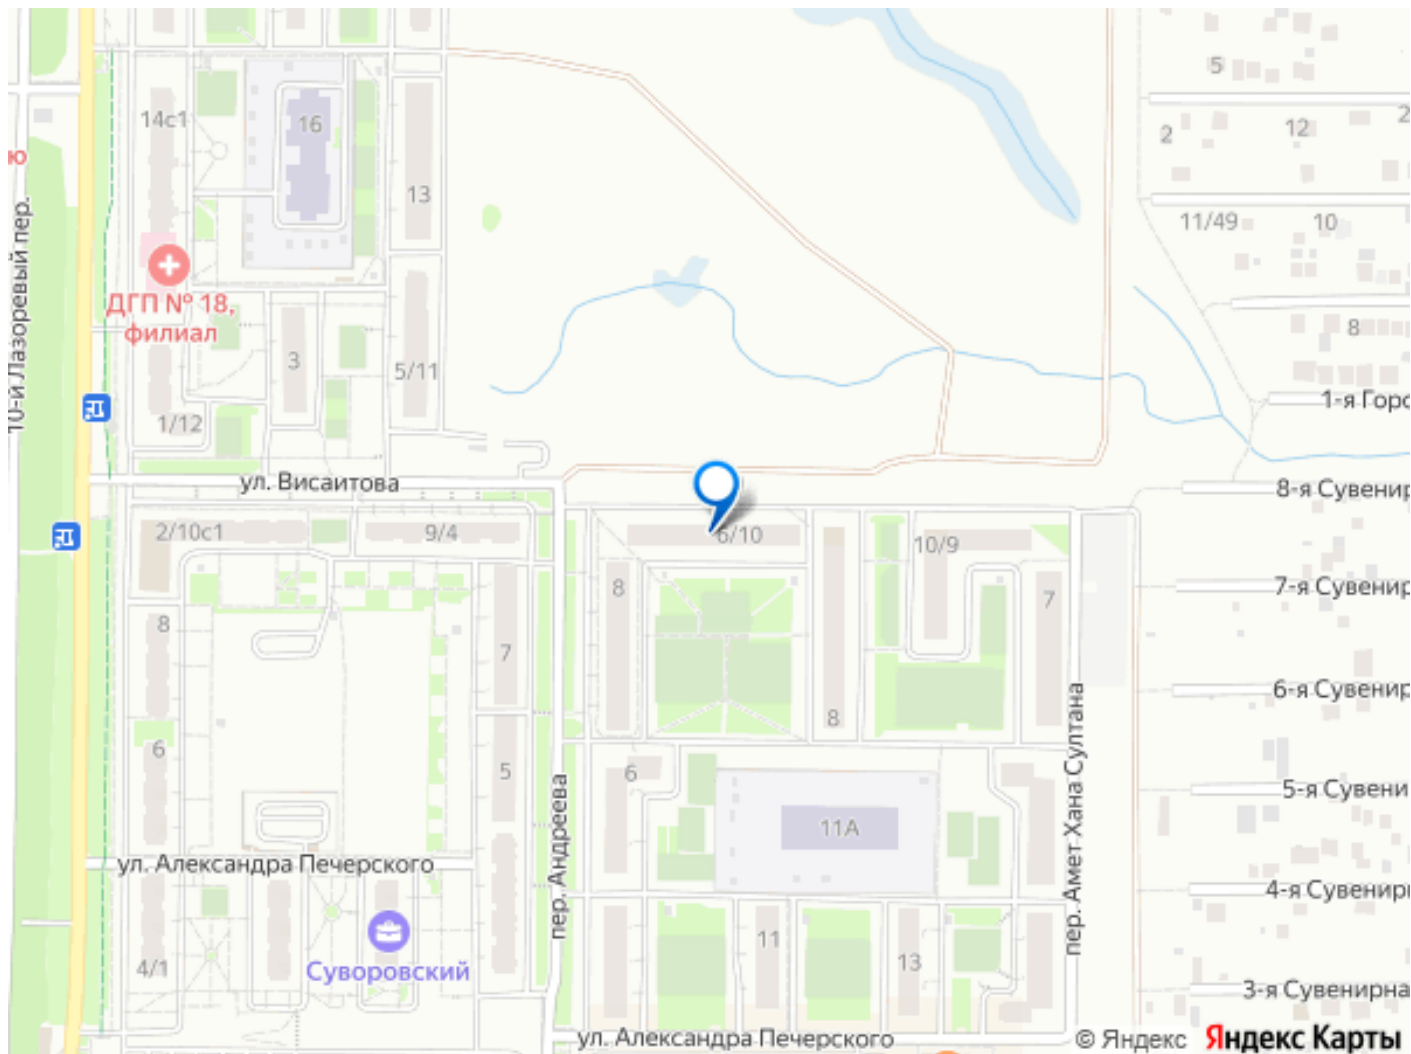 5
14с1
16
2
12
2
ю
13
11/49
10
10-й Лазоревый пер.
ДГП № 18,
филиал
8
3
5/11
1-я Горо
1/12
ул. Висаитова
8-я Сувенир
2/10с1
9/4
6/10
10/9
8
7
7-я Сувенир
8
7
6-я Сувенир
8
6
5
6
пер. Амет Хана Султана
5-я Сувени
пер. Андреева
11А
ул. Александра Печерского
4-я Сувенир
11
13
4/1
Суворовский
3-я Сувенирна
ул. Александра Печерского
© Яндекс Яндекс Карты